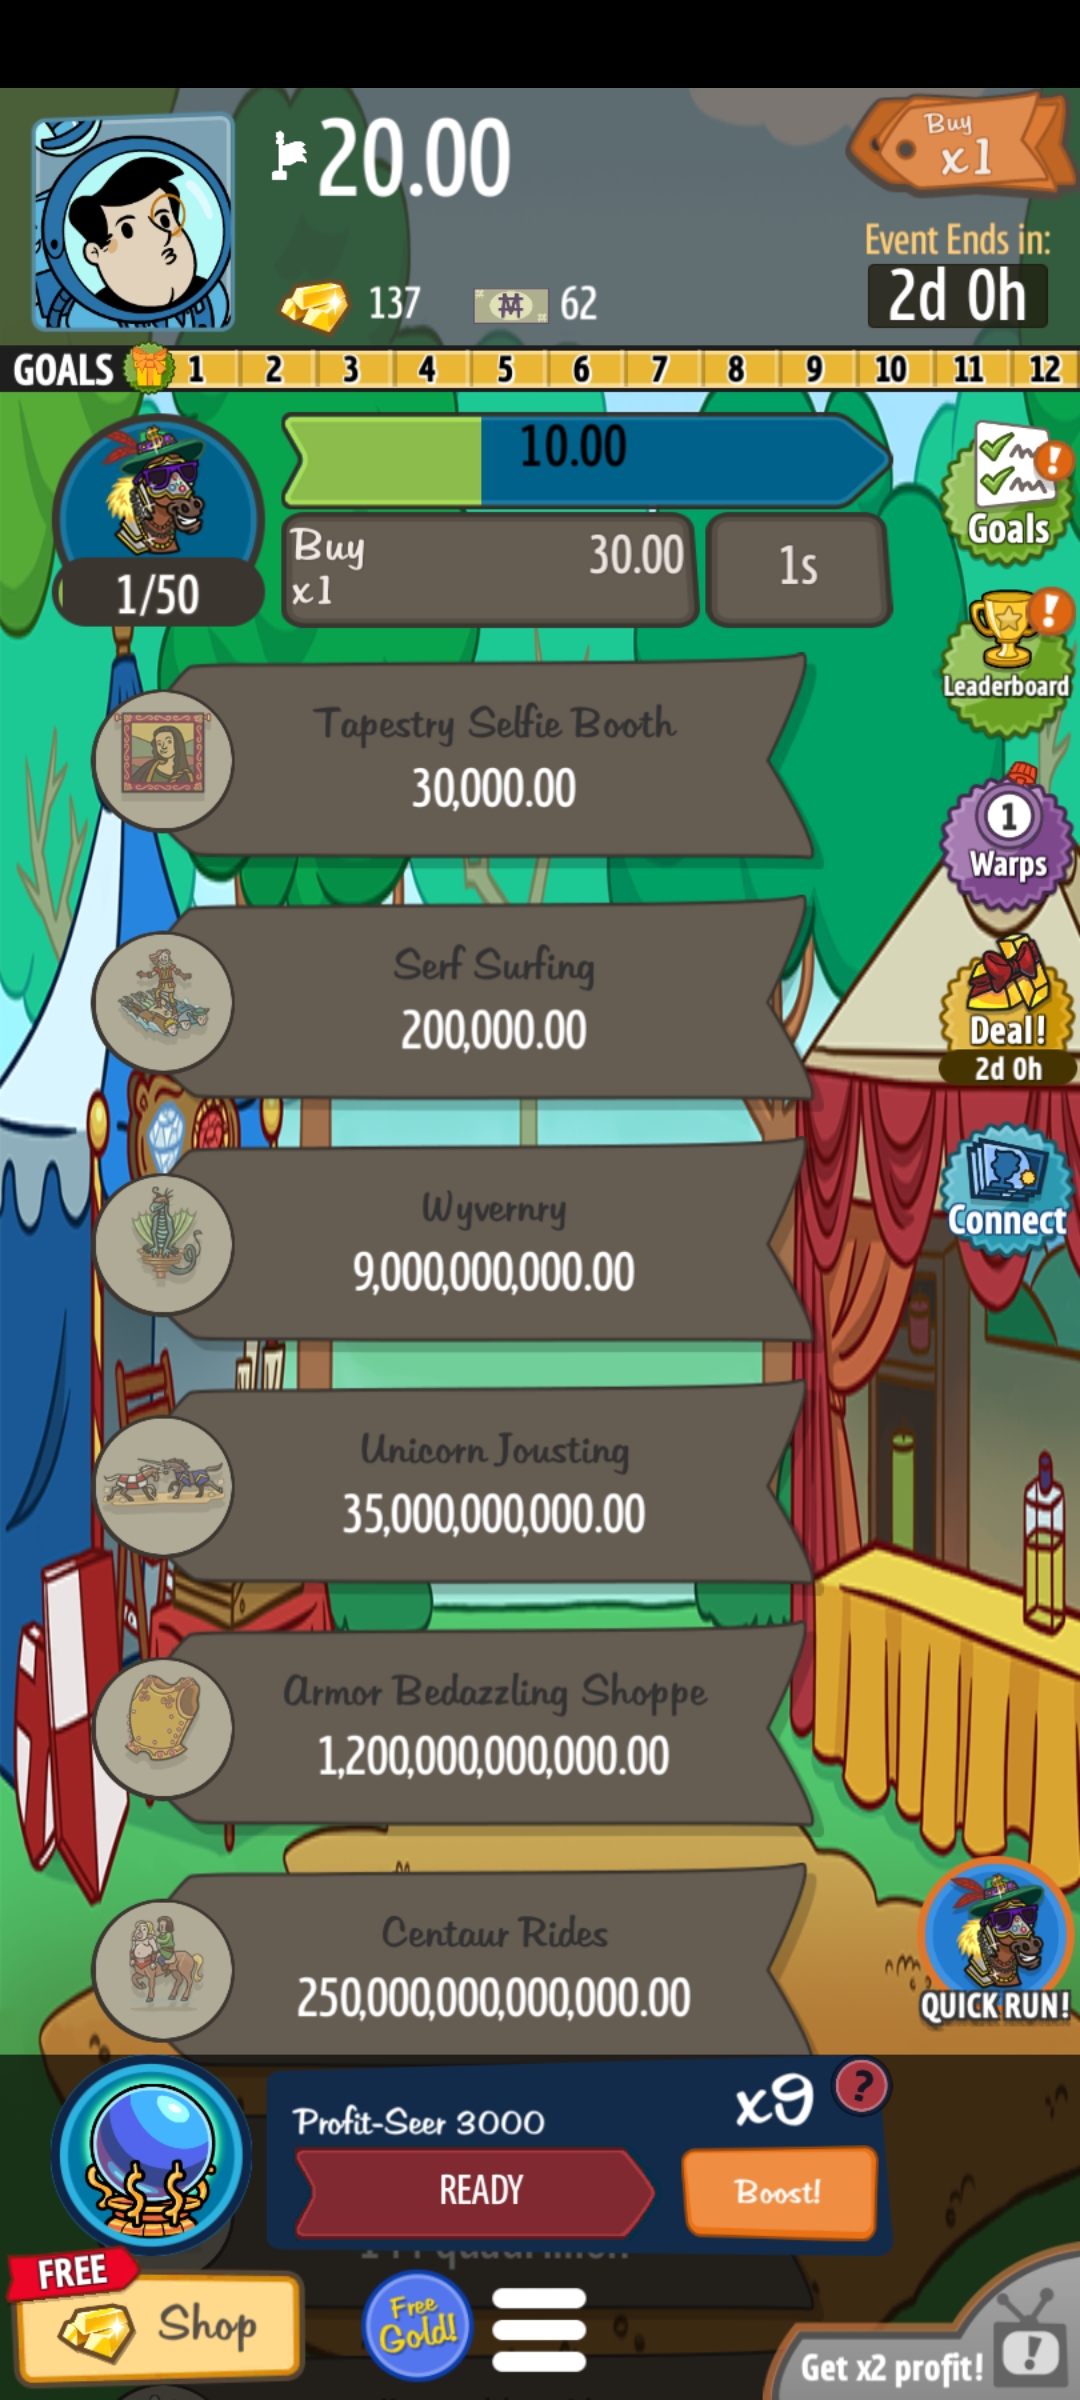 20.00
Buy
x1
137
62
Event Ends in:
2d 0h
GOALS 1 2 3 4 5 6 7 8 9 10 11 12
10.00
1/50
Buy
x1
30.00
1s
Goals
Leaderboard
Tapestry Selfie Booth
30,000.00
1
Warps
Serf Surfing
200,000.00
Deal!
2d 0h
Wyvernry
9,000,000,000.00
Connect
Unicorn Jousting
35,000,000,000.00
Armor Bedazzling Shoppe
1,200,000,000,000.00
Centaur Rides
250,000,000,000,000.00
QUICK RUN!
Profit-Seer 3000
x9
?
READY
Boost!
FREE
Shop
Free
Gold!
Get x2 profit!